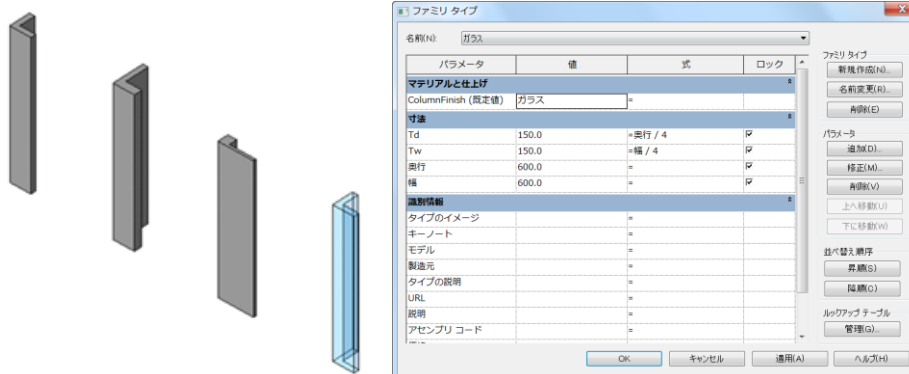 ファミリ タイプ
名前(N): ガラス
パラメータ 値 式 ロック
マテリアルと仕上げ
ColumnFinish (既定値) ガラス =
寸法
Td 150.0 =奥行 / 4
Tw 150.0 =幅 / 4
奥行 600.0 =
幅 600.0 =
識別情報
タイプのイメージ =
キーノート =
モデル =
製造元 =
タイプの説明 =
URL =
説明 =
アセンブリ コード =
ファミリ タイプ
新規作成(N)...
名前変更(R)...
削除(E)
パラメータ
追加(D)...
修正(M)...
削除(V)
上へ移動(U)
下に移動(W)
並べ替え順序
昇順(S)
降順(C)
ルックアップ テーブル
管理(G)...
OK キャンセル 適用(A) ヘルプ(H)